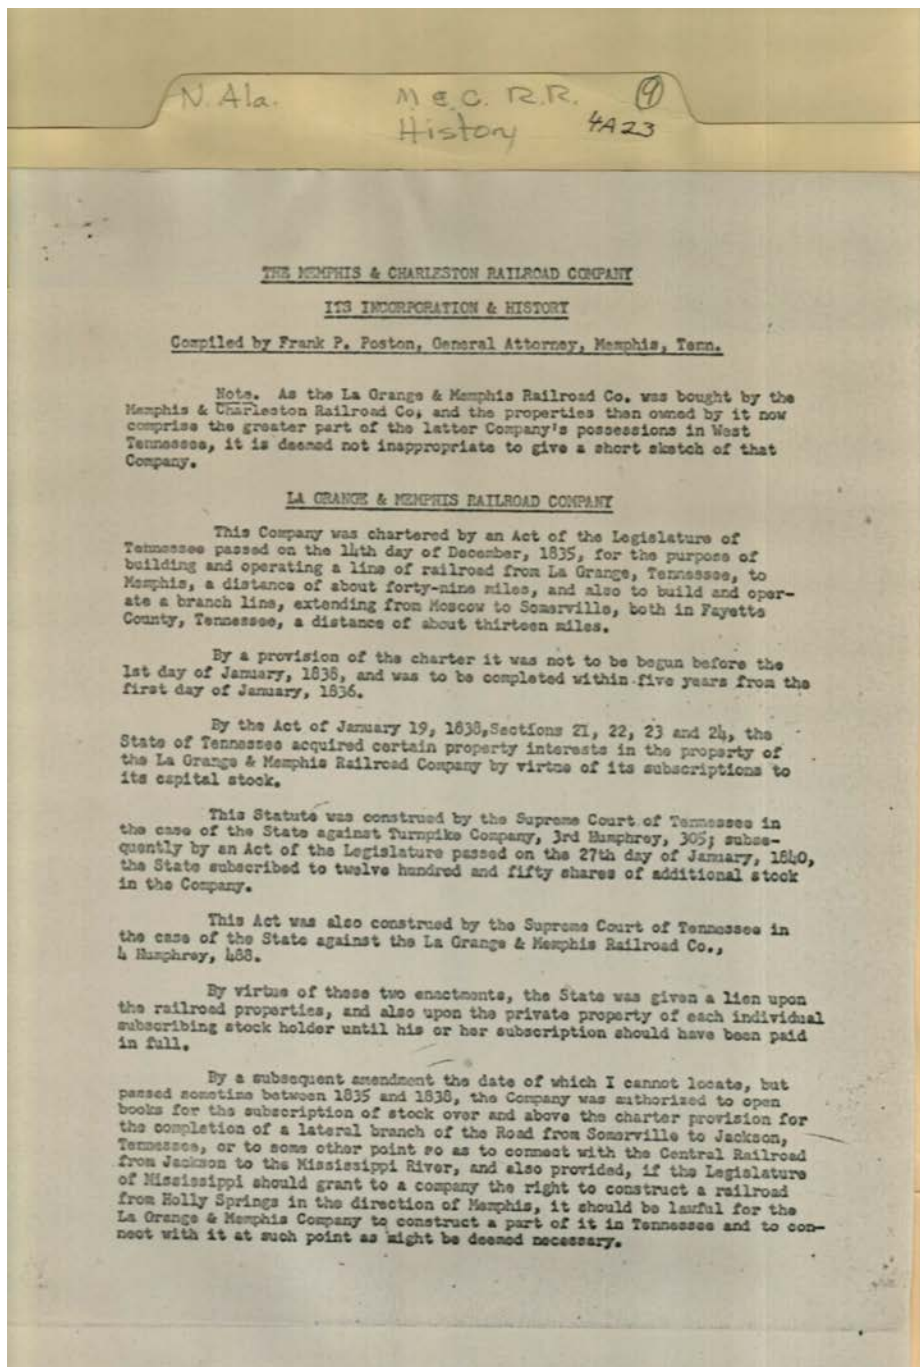 N. Ala. M & C. R.R. 9
History 4A23
THE MEMPHIS & CHARLESTON RAILROAD COMPANY
ITS INCORPORATION & HISTORY
Compiled by Frank P. Poston, General Attorney, Memphis, Tenn.
Note. As the La Grange & Memphis Railroad Co. was bought by the
Memphis & Charleston Railroad Co, and the properties then owned by it now
comprise the greater part of the latter Company's possessions in West
Tennessee, it is deemed not inappropriate to give a short sketch of that
Company.
LA GRANGE & MEMPHIS RAILROAD COMPANY
This Company was chartered by an Act of the Legislature of
Tennessee passed on the 14th day of December, 1835, for the purpose of
building and operating a line of railroad from La Grange, Tennessee, to
Memphis, a distance of about forty-nine miles, and also to build and oper-
ate a branch line, extending from Moscow to Somerville, both in Fayette
County, Tennessee, a distance of about thirteen miles.
By a provision of the charter it was not to be begun before the
1st day of January, 1838, and was to be completed within five years from the
first day of January, 1836.
By the Act of January 19, 1838,Sections 21, 22, 23 and 24, the
State of Tennessee acquired certain property interests in the property of
the La Grange & Memphis Railroad Company by virtue of its subscriptions to
its capital stock.
This Statute was construed by the Supreme Court of Tennessee in
the case of the State against Turnpike Company, 3rd Humphrey, 305; subse-
quently by an Act of the Legislature passed on the 27th day of January, 1840,
the State subscribed to twelve hundred and fifty shares of additional stock
in the Company.
This Act was also construed by the Supreme Court of Tennessee in
the case of the State against the La Grange & Memphis Railroad Co.,
4 Humphrey, 488.
By virtue of these two enactments, the State was given a lien upon
the railroad properties, and also upon the private property of each individual
subscribing stock holder until his or her subscription should have been paid
in full.
By a subsequent amendment the date of which I cannot locate, but
passed sometime between 1835 and 1838, the Company was authorized to open
books for the subscription of stock over and above the charter provision for
the completion of a lateral branch of the Road from Somerville to Jackson,
Tennessee, or to some other point so as to connect with the Central Railroad
from Jackson to the Mississippi River, and also provided, if the Legislature
of Mississippi should grant to a company the right to construct a railroad
from Holly Springs in the direction of Memphis, it should be lawful for the
La Grange & Memphis Company to construct a part of it in Tennessee and to con-
nect with it at such point as might be deemed necessary.